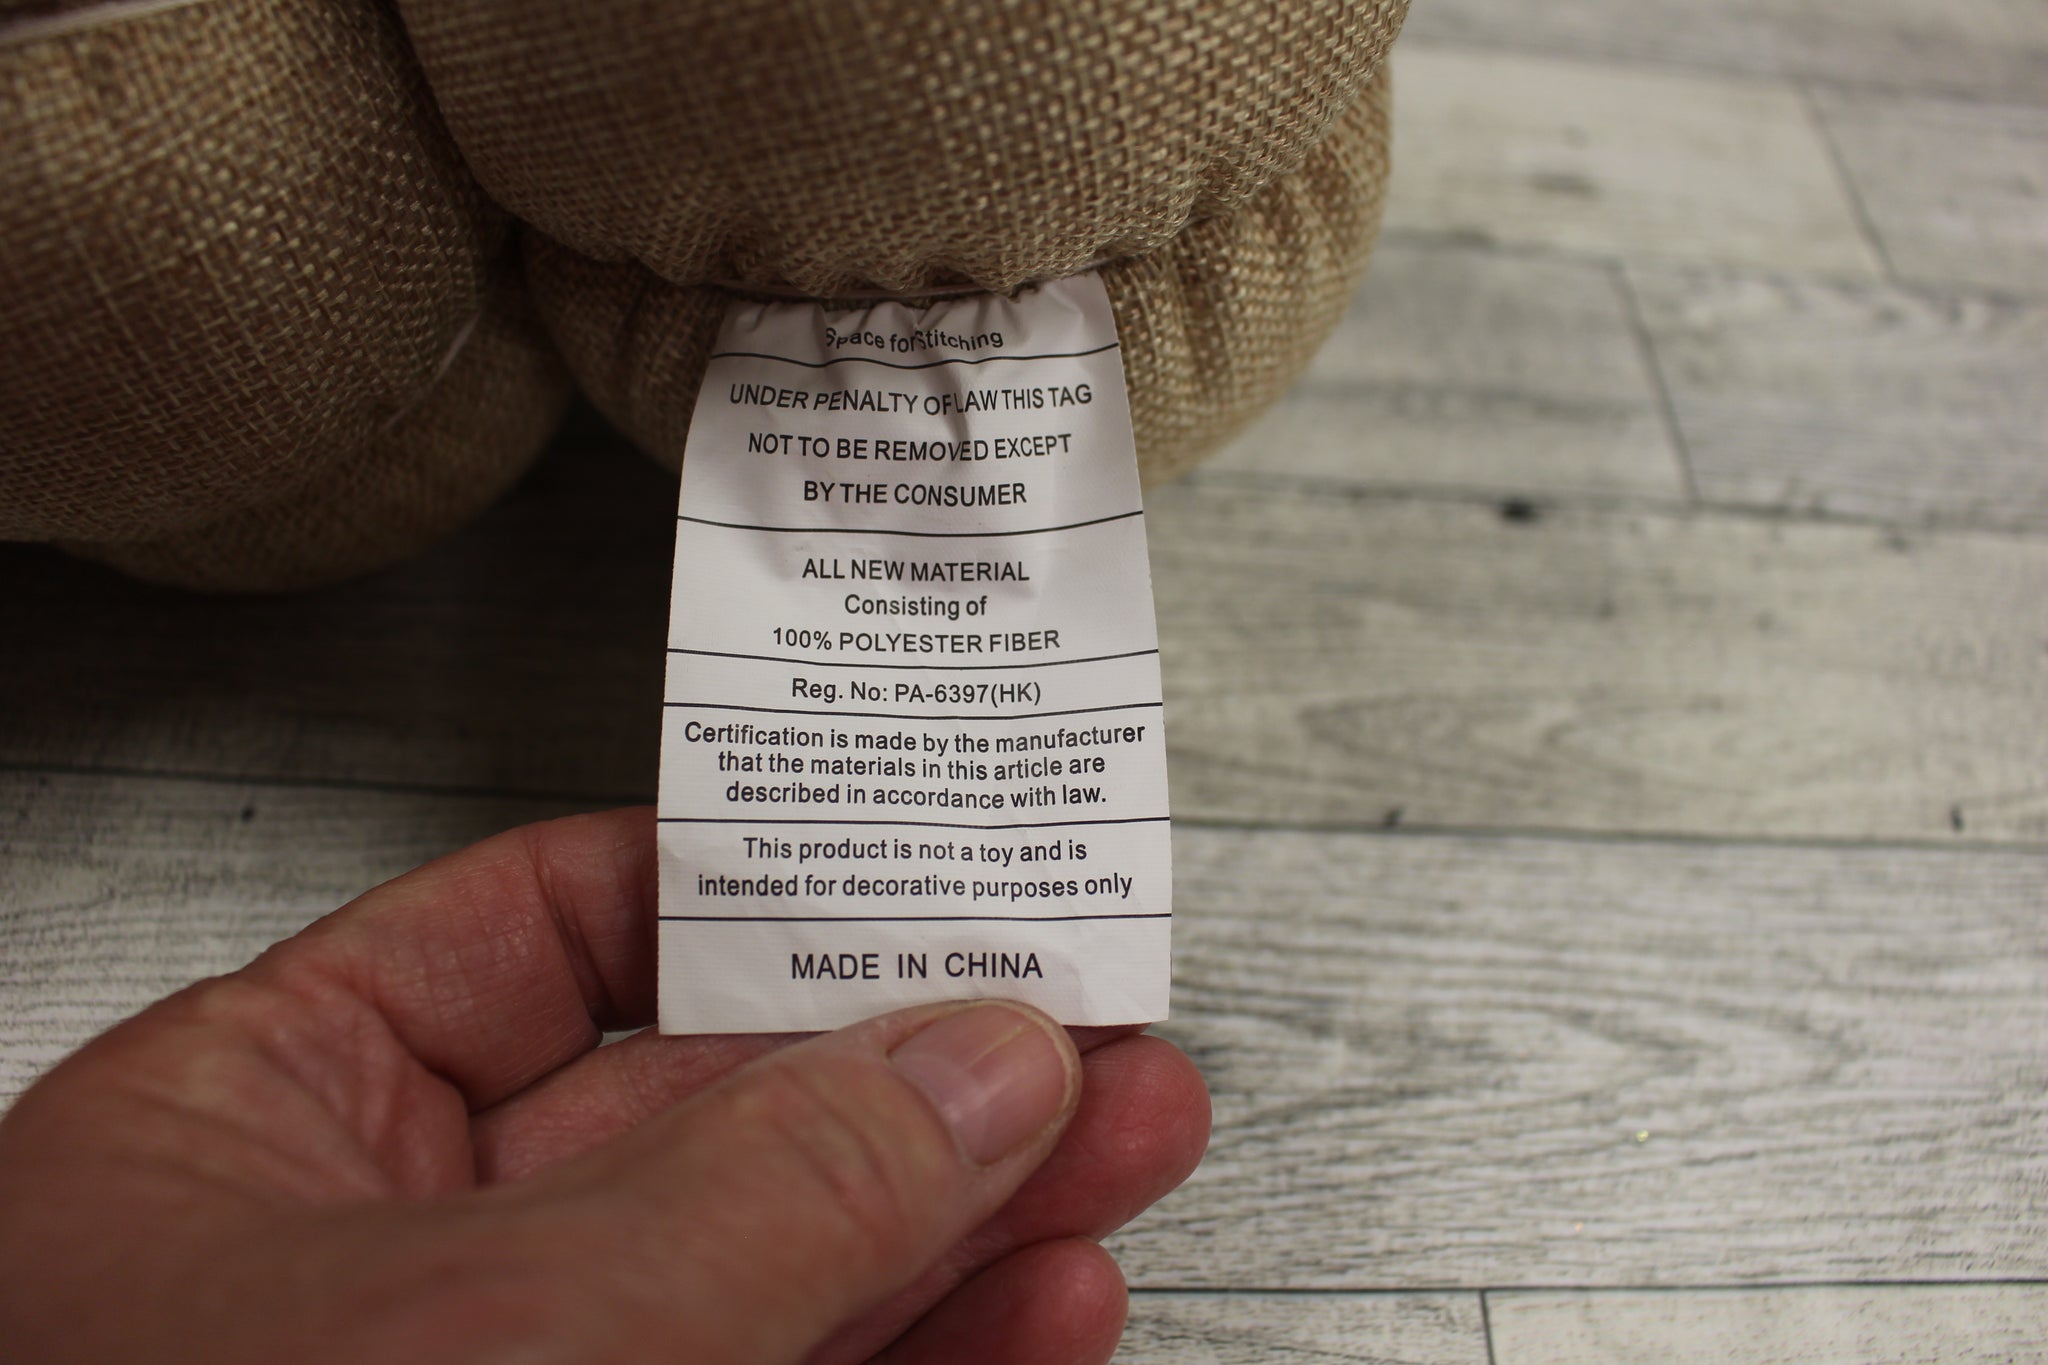 Space for Stitching
UNDER PENALTY OF LAW THIS TAG
NOT TO BE REMOVED EXCEPT
BY THE CONSUMER
ALL NEW MATERIAL
Consisting of
100% POLYESTER FIBER
Reg. No: PA-6397(HK)
Certification is made by the manufacturer
that the materials in this article are
described in accordance with law.
This product is not a toy and is
intended for decorative purposes only
MADE IN CHINA